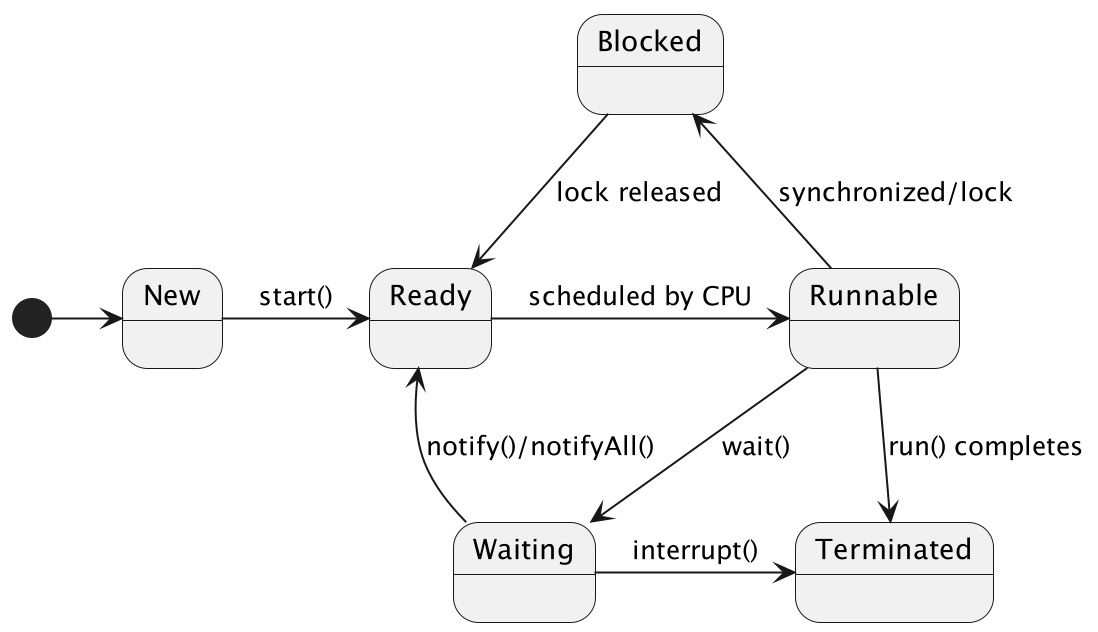 Blocked
lock released
synchronized/lock
New
start()
Ready
scheduled by CPU
Runnable
notify()/notifyAll()
wait()
run() completes
Waiting
interrupt()
Terminated